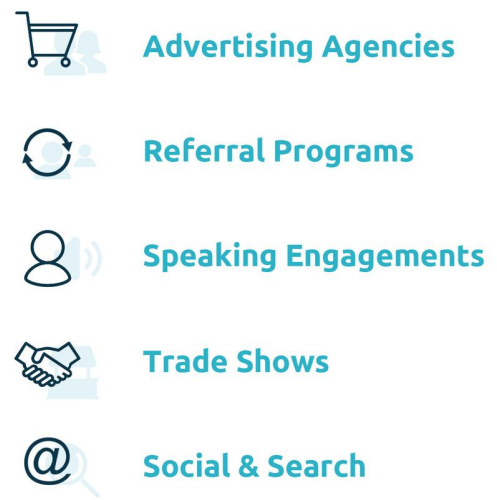 Advertising Agencies
Referral Programs
Speaking Engagements
Trade Shows
@ Social & Search